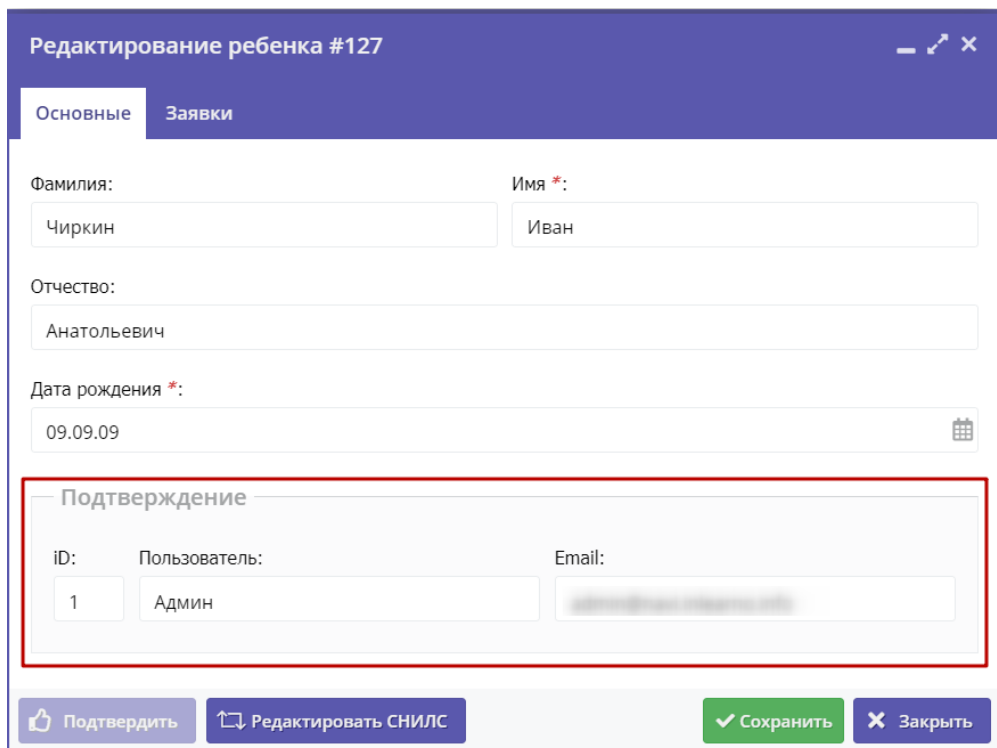 Редактирование ребенка #127
Основные Заявки
Фамилия: Имя *:
Чиркин Иван
Отчество:
Анатольевич
Дата рождения *:
09.09.09
Подтверждение
iD: Пользователь: Email:
1 Админ
Подтвердить Редактировать СНИЛС Сохранить Закрыть